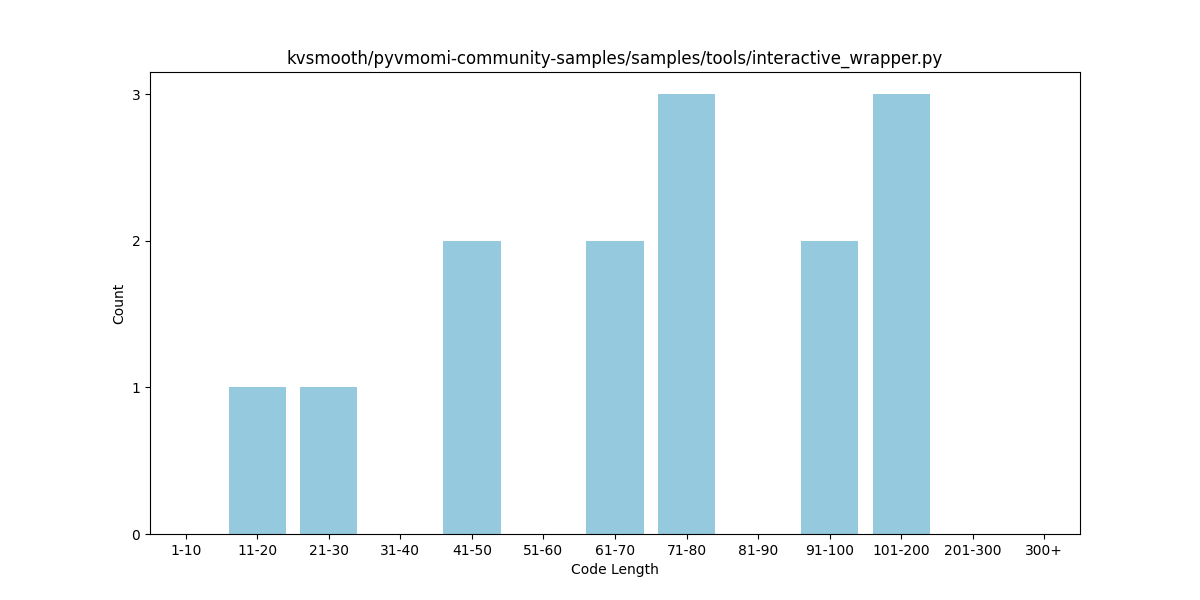 kvsmooth/pyvmomi-community-samples/samples/tools/interactive_wrapper.py
3
2
1
0
Count
1-10 11-20 21-30 31-40 41-50 51-60 61-70 71-80 81-90 91-100 101-200 201-300 300+
Code Length